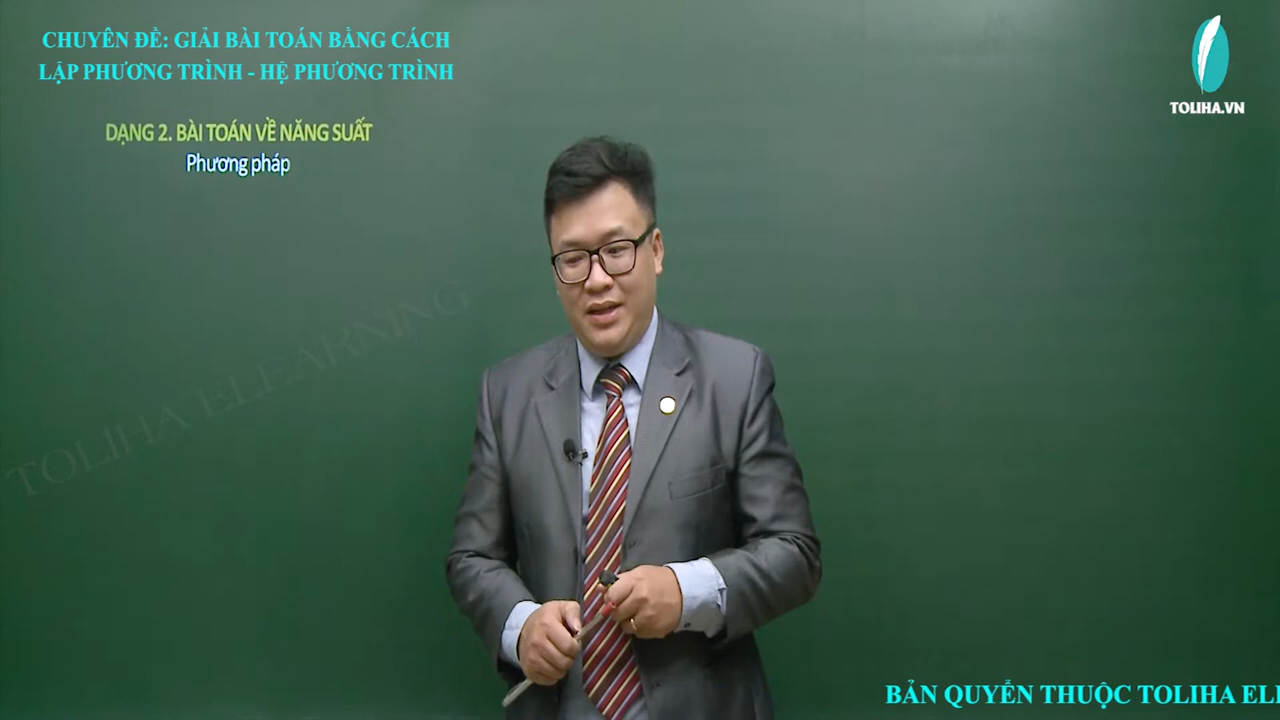 CHUYÊN ĐỀ: GIẢI BÀI TOÁN BẰNG CÁCH
LẬP PHƯƠNG TRÌNH - HỆ PHƯƠNG TRÌNH
TOLIHA.VN
DẠNG 2. BÀI TOÁN VỀ NĂNG SUẤT
Phương pháp
TOLIHA ELEARNING
BẢN QUYỀN THUỘC TOLIHA ELE